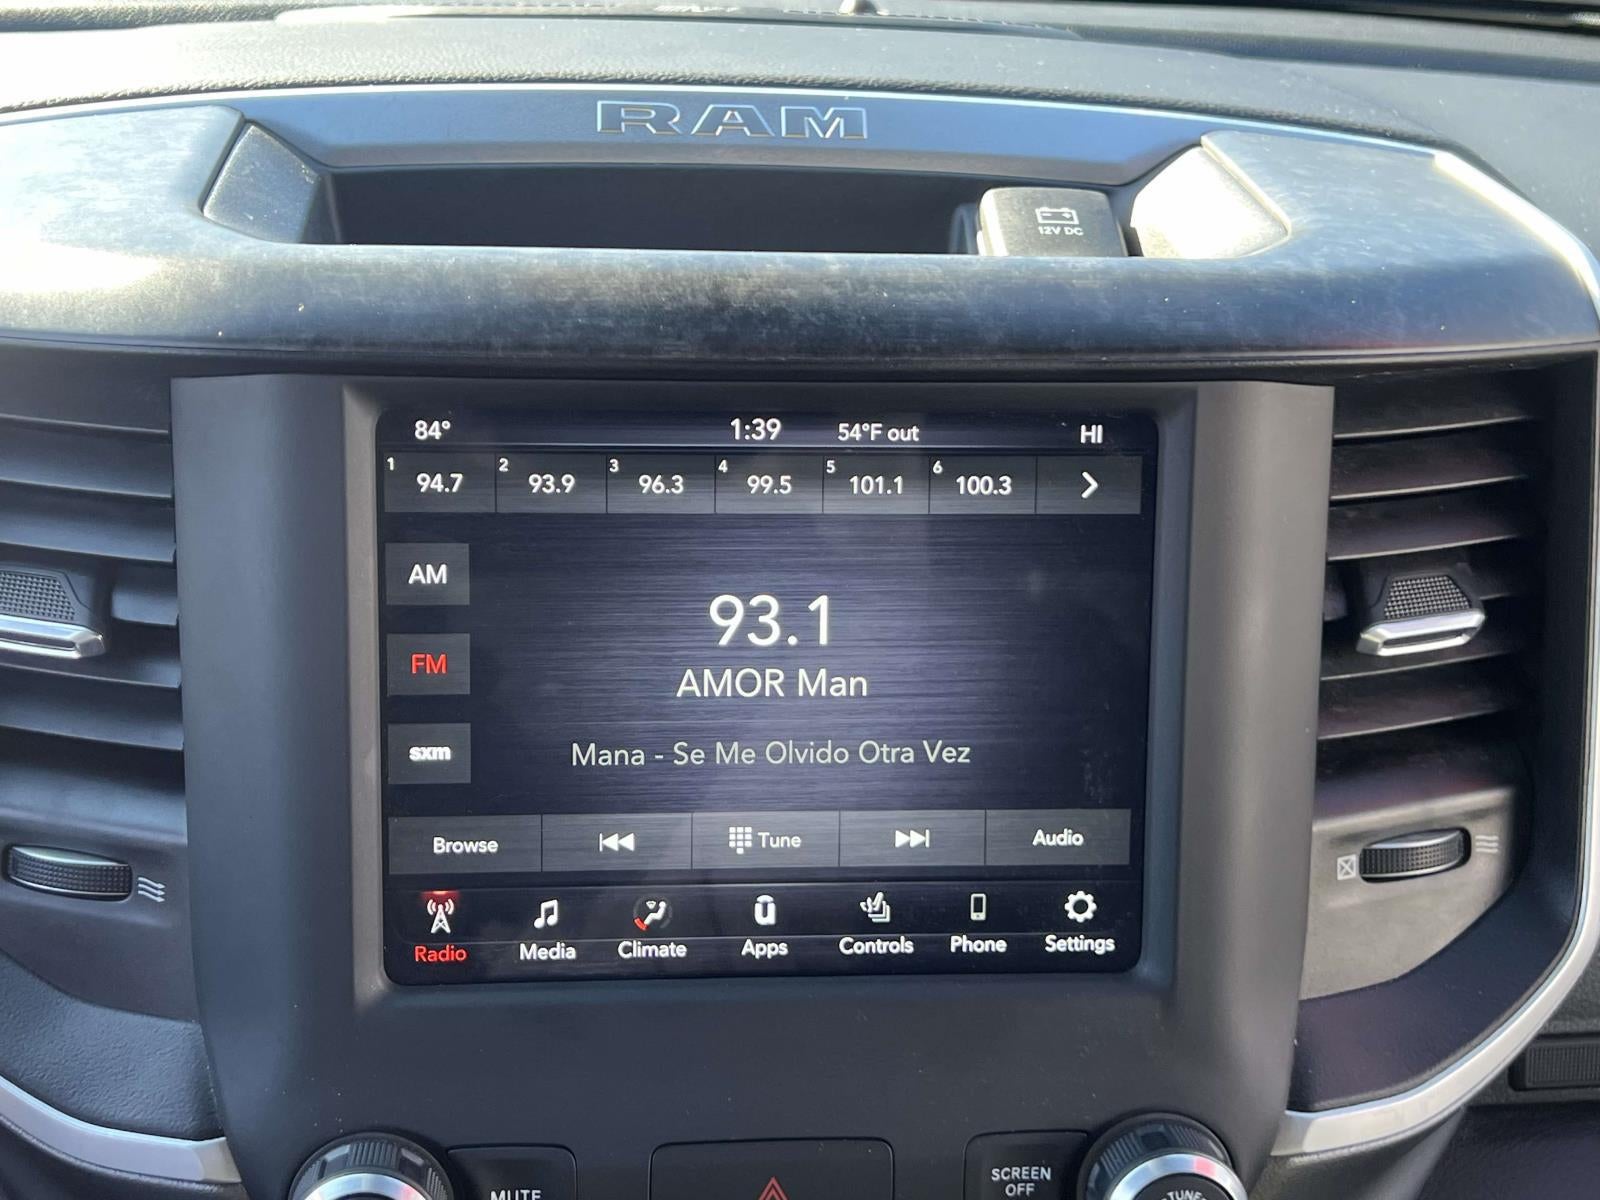 RAM
12V DC
84° 1:39 54°F out HI
1 94.7 2 93.9 3 96.3 4 99.5 5 101.1 6 100.3
AM
93.1
FM
AMOR Man
sxm
Mana - Se Me Olvido Otra Vez
Browse Tune Audio
Radio Media Climate Apps Controls Phone Settings
MUTE
SCREEN
OFF
TUNE